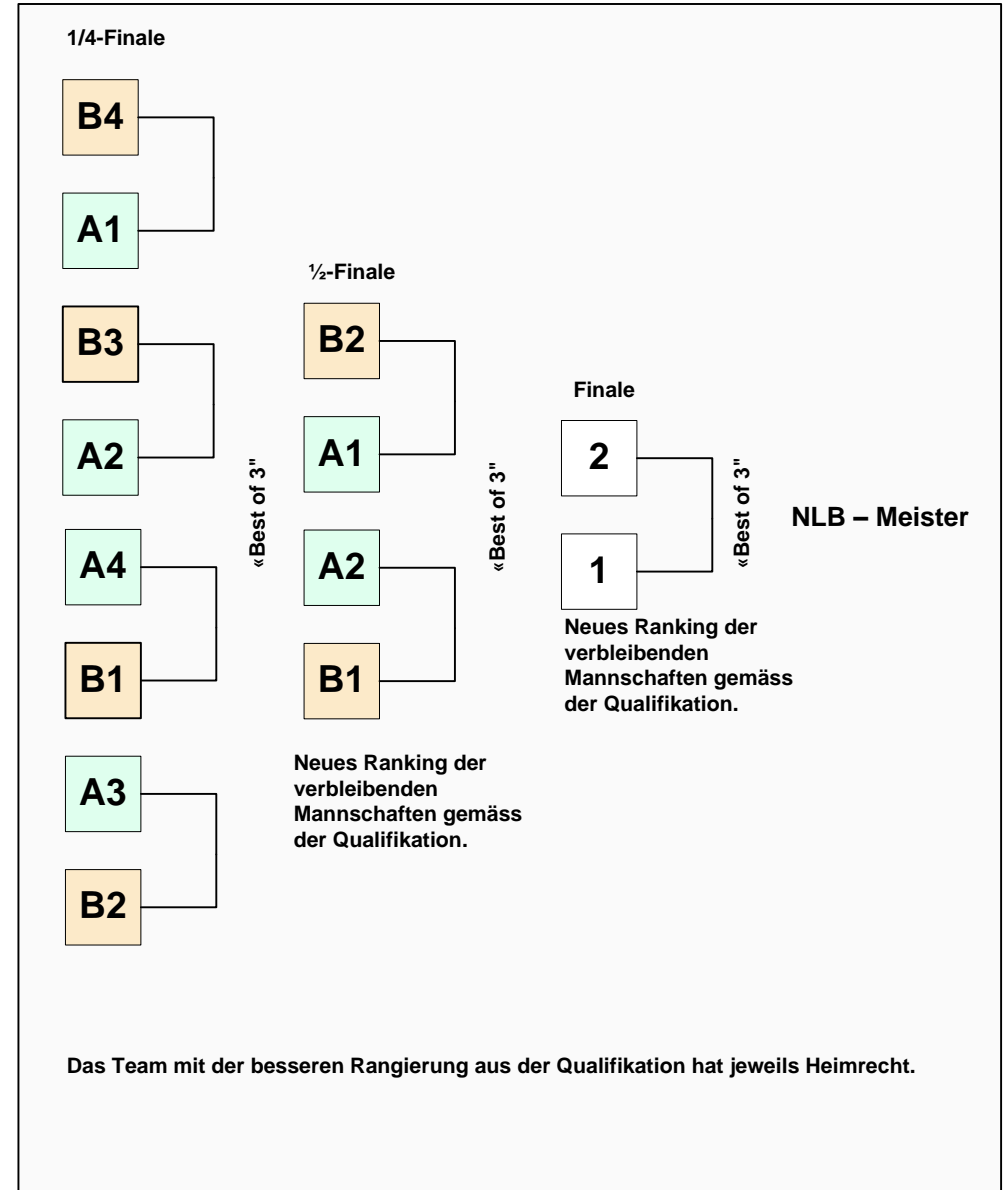 1/4-Finale
B4
A1
B3
A2
A4
B1
A3
B2
«Best of 3"
½-Finale
B2
A1
A2
B1
«Best of 3"
Neues Ranking der
verbleibenden
Mannschaften gemäss
der Qualifikation.
Finale
2
1
«Best of 3"
Neues Ranking der
verbleibenden
Mannschaften gemäss
der Qualifikation.
NLB – Meister
Das Team mit der besseren Rangierung aus der Qualifikation hat jeweils Heimrecht.